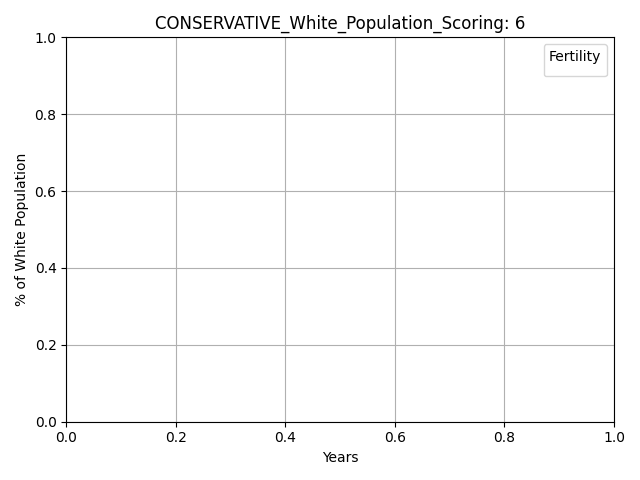 CONSERVATIVE_White_Population_Scoring: 6
Fertility
% of White Population
1.0
0.8
0.6
0.4
0.2
0.0
0.0 0.2 0.4 0.6 0.8 1.0
Years